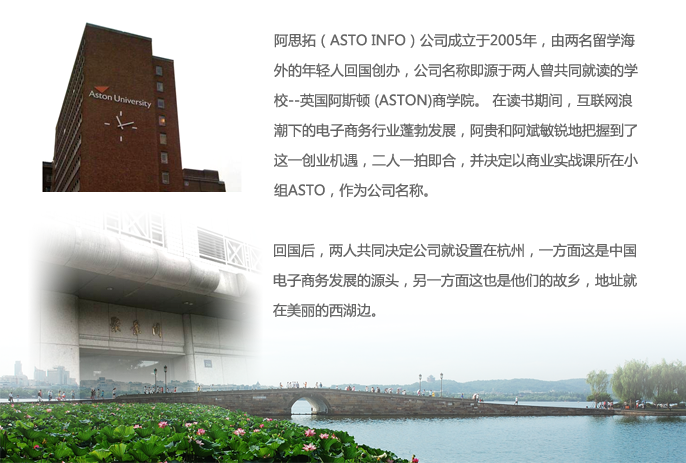 Aston University
阿思拓（ASTO INFO）公司成立于2005年，由两名留学海
外的年轻人回国创办，公司名称即源于两人曾共同就读的学
校--英国阿斯顿 (ASTON)商学院。 在读书期间，互联网浪
潮下的电子商务行业蓬勃发展，阿贵和阿斌敏锐地把握到了
这一创业机遇，二人一拍即合，并决定以商业实战课所在小
组ASTO，作为公司名称。
回国后，两人共同决定公司就设置在杭州，一方面这是中国
电子商务发展的源头，另一方面这也是他们的故乡，地址就
在美丽的西湖边。